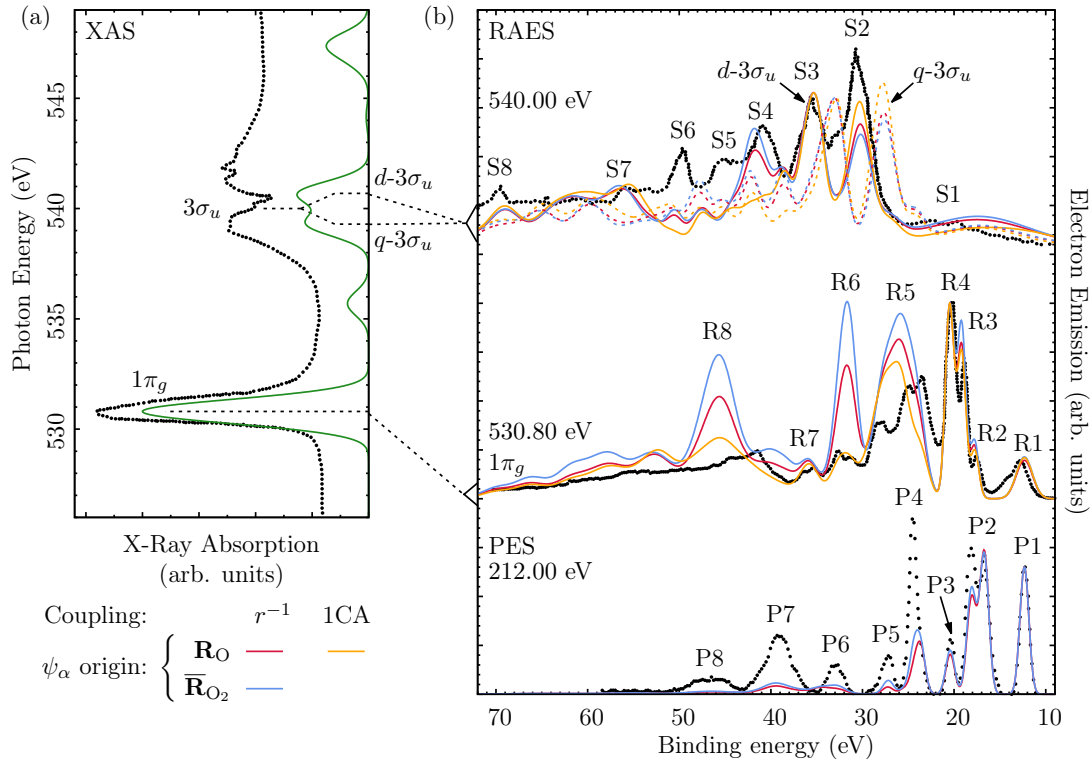 (a)
XAS
Photon Energy (eV)
545
540
535
530
3σu
d-3σu
q-3σu
1πg
X-Ray Absorption
(arb. units)
Coupling: r⁻¹ 1CA
ψα origin: { R_O
R̅_O₂
(b)
RAES
540.00 eV
S8
S7
S6
S5
S4
d-3σu
S3
S2
q-3σu
S1
530.80 eV
1πg
R8
R7
R6
R5
R4
R3
R2
R1
PES
212.00 eV
P8
P7
P6
P5
P4
P3
P2
P1
70 60 50 40 30 20 10
Binding energy (eV)
Electron Emission (arb. units)